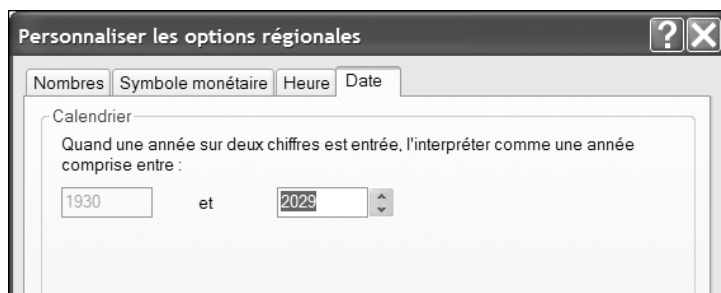 Personnaliser les options régionales
Nombres Symbole monétaire Heure Date
Calendrier
Quand une année sur deux chiffres est entrée, l'interpréter comme une année
comprise entre :
1930 et 2029